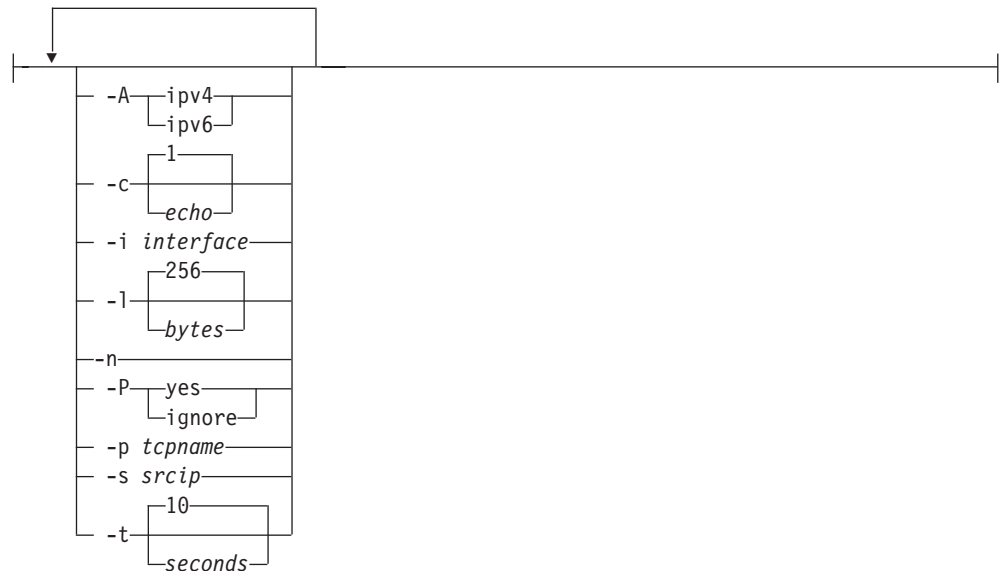 -A ipv4
ipv6
1
-c
echo
-i interface
256
-l
bytes
-n
-P yes
ignore
-p tcpname
-s srcip
10
-t
seconds